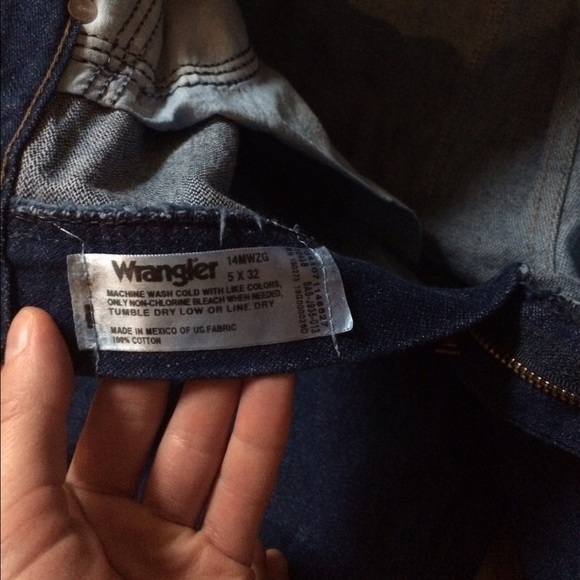 Wrangler 14MWZG
5 X 32
MACHINE WASH COLD WITH LIKE COLORS,
ONLY NON-CHLORINE BLEACH WHEN NEEDED,
TUMBLE DRY LOW OR LINE DRY
MADE IN MEXICO OF US FABRIC
100% COTTON